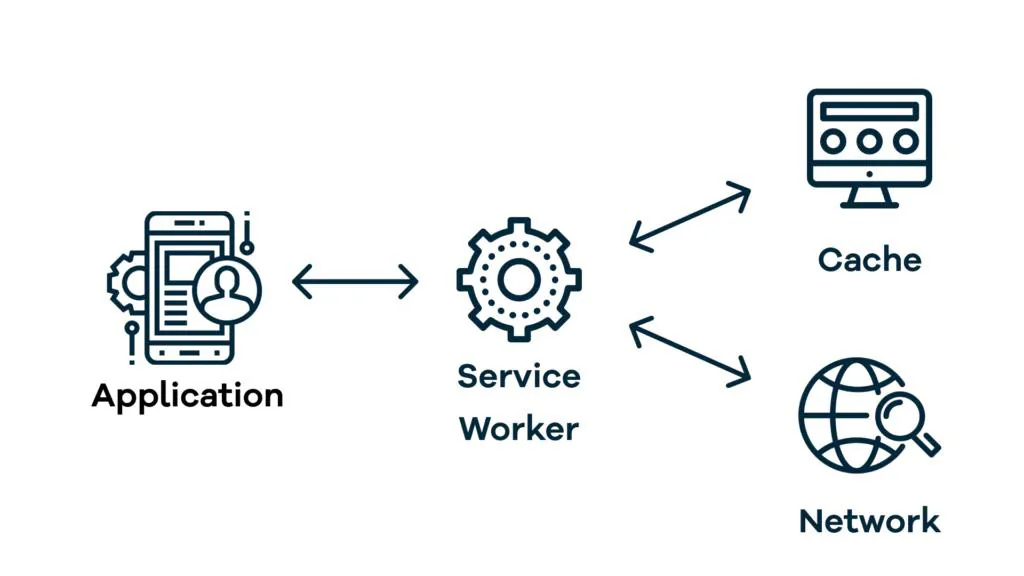 Application
Service
Worker
Cache
Network